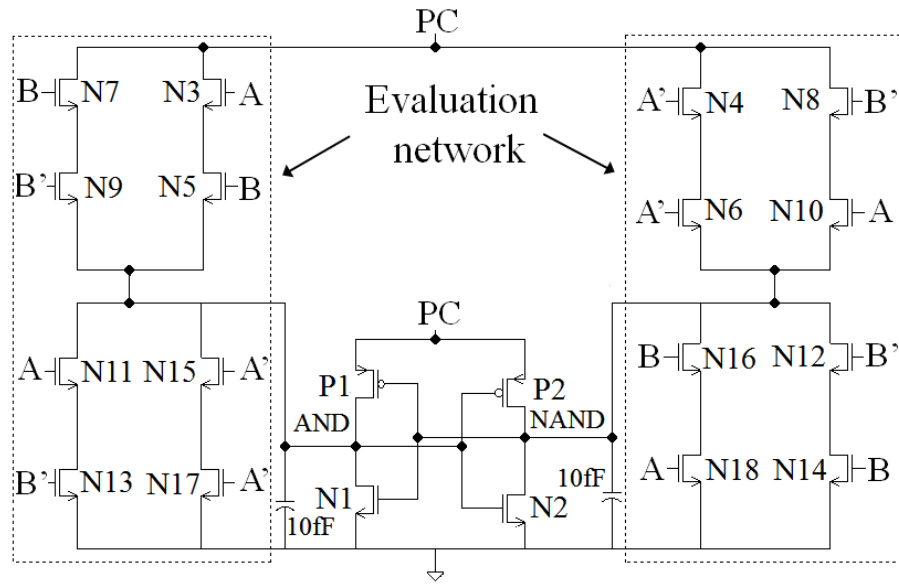 PC
B N7 N3 A
Evaluation
network
A' N4 N8 B'
B' N9 N5 B
A' N6 N10 A
PC
A N11 N15 A'
P1 P2
B N16 N12 B'
AND NAND
B' N13 N17 A'
10fF N1 N2 10fF
A N18 N14 B